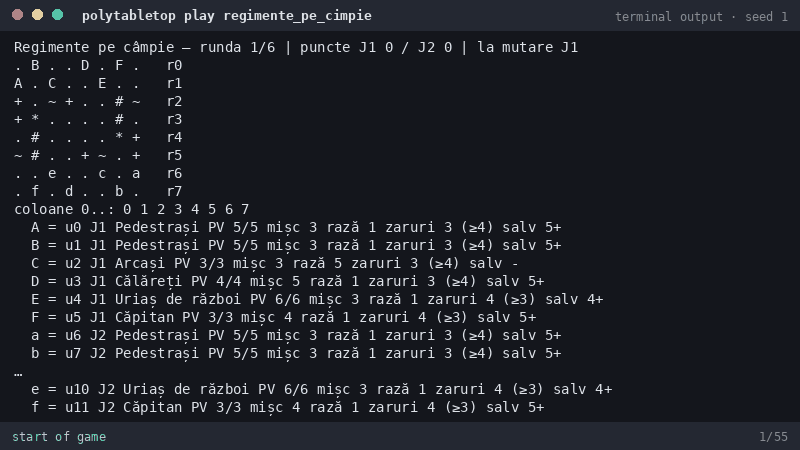 polytabletop play regimente_pe_cimpie
terminal output · seed 1
Regimente pe câmpie — runda 1/6 | puncte J1 0 / J2 0 | la mutare J1
. B . . D . F .   r0
A . C . . E . .   r1
+ . ~ + . . # ~   r2
+ * . . . . # .   r3
. # . . . . * +   r4
~ # . . + ~ . +   r5
. . e . . c . a   r6
. f . d . . b .   r7
coloane 0..: 0 1 2 3 4 5 6 7
A = u0 J1 Pedestrași PV 5/5 mișc 3 rază 1 zaruri 3 (≥4) salv 5+
B = u1 J1 Pedestrași PV 5/5 mișc 3 rază 1 zaruri 3 (≥4) salv 5+
C = u2 J1 Arcași PV 3/3 mișc 3 rază 5 zaruri 3 (≥4) salv -
D = u3 J1 Călăreți PV 4/4 mișc 5 rază 1 zaruri 3 (≥4) salv 5+
E = u4 J1 Uriaș de război PV 6/6 mișc 3 rază 1 zaruri 4 (≥3) salv 4+
F = u5 J1 Căpitan PV 3/3 mișc 4 rază 1 zaruri 4 (≥3) salv 5+
a = u6 J2 Pedestrași PV 5/5 mișc 3 rază 1 zaruri 3 (≥4) salv 5+
b = u7 J2 Pedestrași PV 5/5 mișc 3 rază 1 zaruri 3 (≥4) salv 5+
…
e = u10 J2 Uriaș de război PV 6/6 mișc 3 rază 1 zaruri 4 (≥3) salv 4+
f = u11 J2 Căpitan PV 3/3 mișc 4 rază 1 zaruri 4 (≥3) salv 5+
start of game
1/55